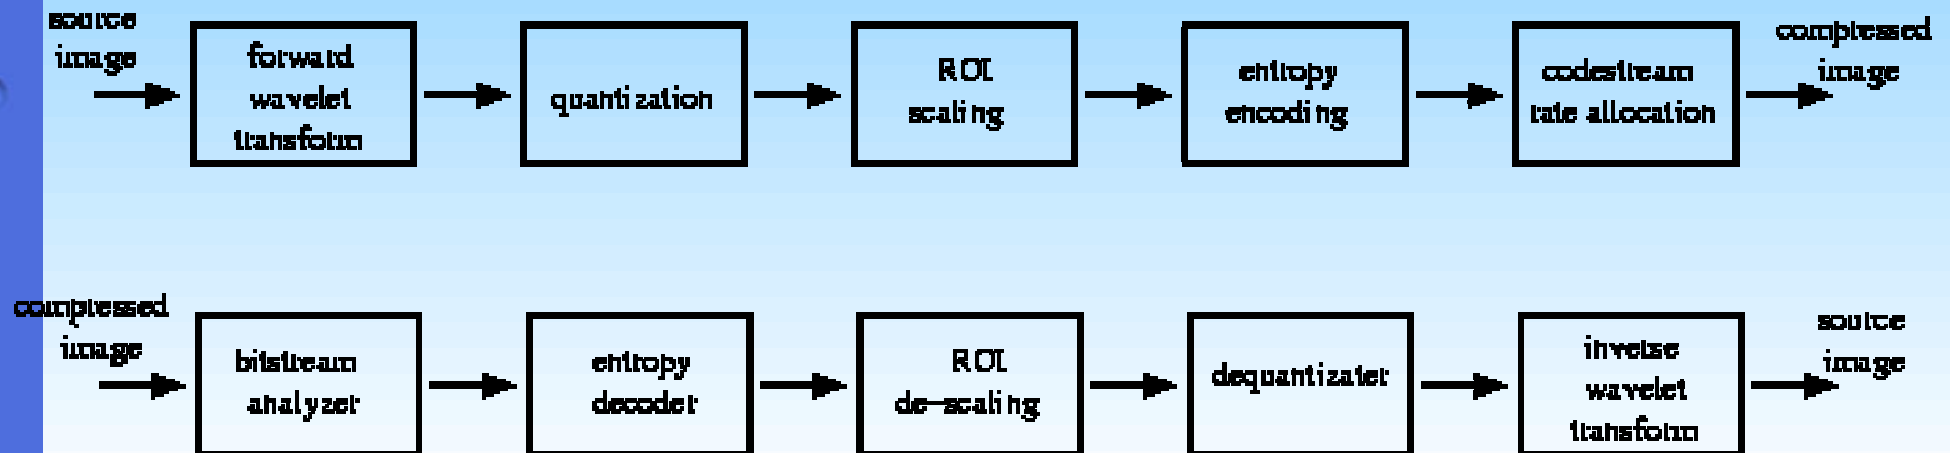 source
image
forward
wavelet
transform
quantization
ROI
scaling
entropy
encoding
codestream
rate allocation
compressed
image
compressed
image
bitstream
analyzer
entropy
decoder
ROI
de-scaling
dequantizater
inverse
wavelet
transform
source
image